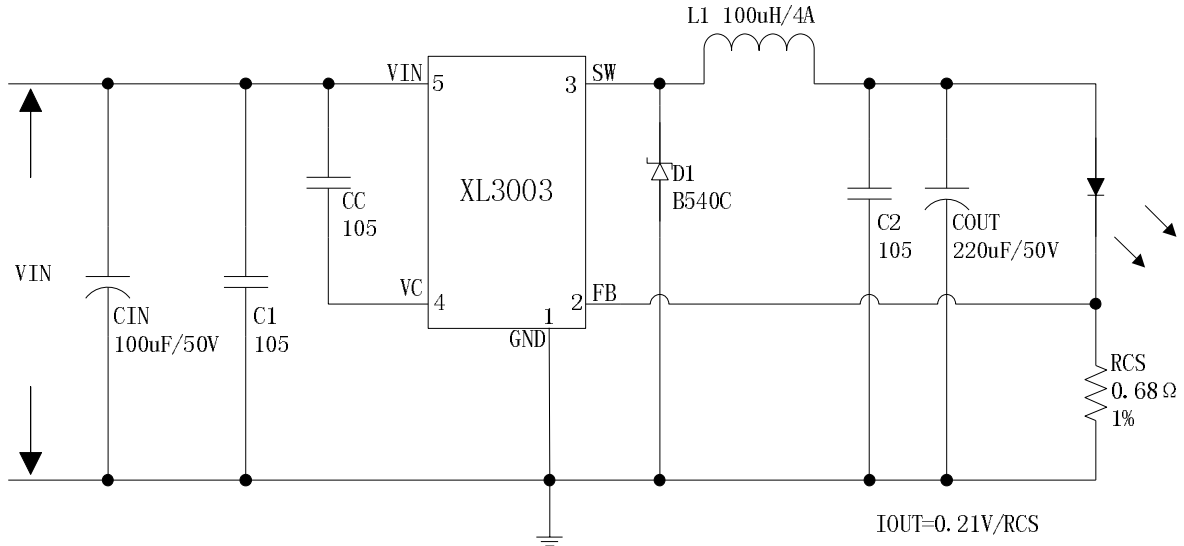 L1 100uH/4A
VIN
5
3
SW
XL3003
CC
105
D1
B540C
VIN
VC
4
2
FB
1
GND
CIN
100uF/50V
C1
105
C2
105
COUT
220uF/50V
RCS
0.68Ω
1%
IOUT=0.21V/RCS